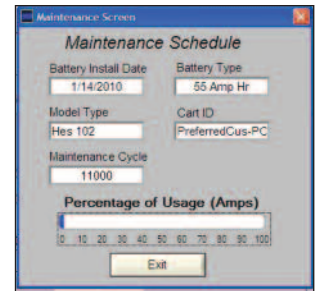 Maintenance Screen
Maintenance Schedule
Battery Install Date Battery Type
1/14/2010 55 Amp Hr
Model Type Cart ID
Hes 102 PreferredCus-PC
Maintenance Cycle
11000
Percentage of Usage (Amps)
0 10 20 30 40 50 60 70 80 90 100
Exit